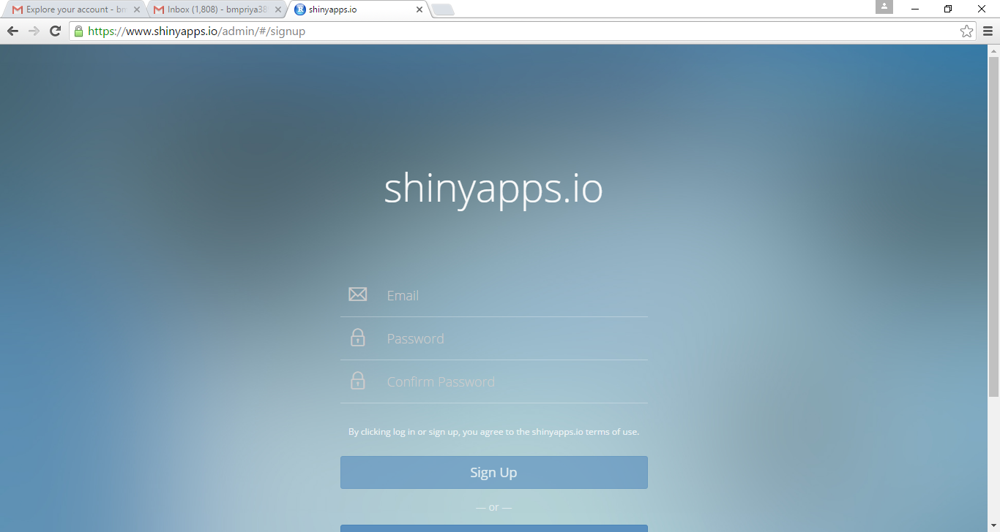 Explore your account - bm
Inbox (1,808) - bmpriya38
shinyapps.io
https://www.shinyapps.io/admin/#/signup
shinyapps.io
Email
Password
Confirm Password
By clicking log in or sign up, you agree to the shinyapps.io terms of use.
Sign Up
— or —